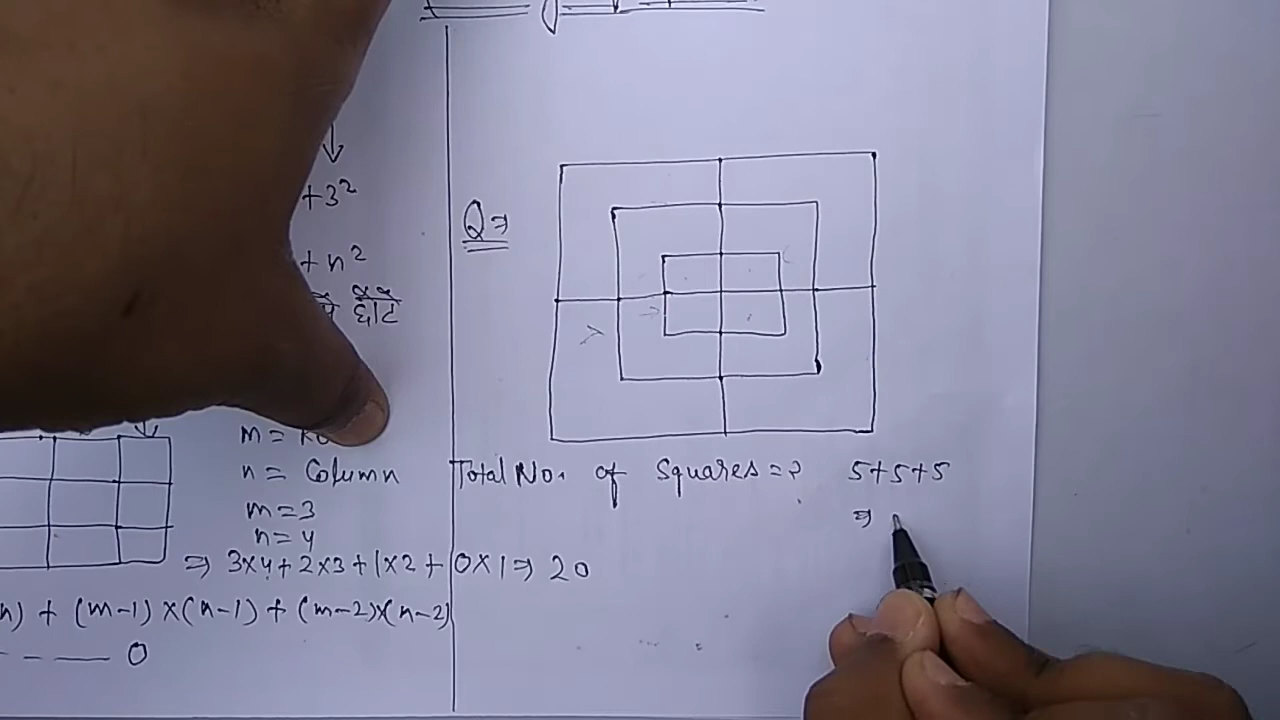 + 3²
+ n²
m =
n = Column
m = 3
n = 4
⇒ 3×4 + 2×3 + 1×2 + 0×1 ⇒ 20
n) + (m-1) × (n-1) + (m-2)×(n-2)
- - — 0
Q ⇒
Total No. of Squares = ? 5+5+5
⇒